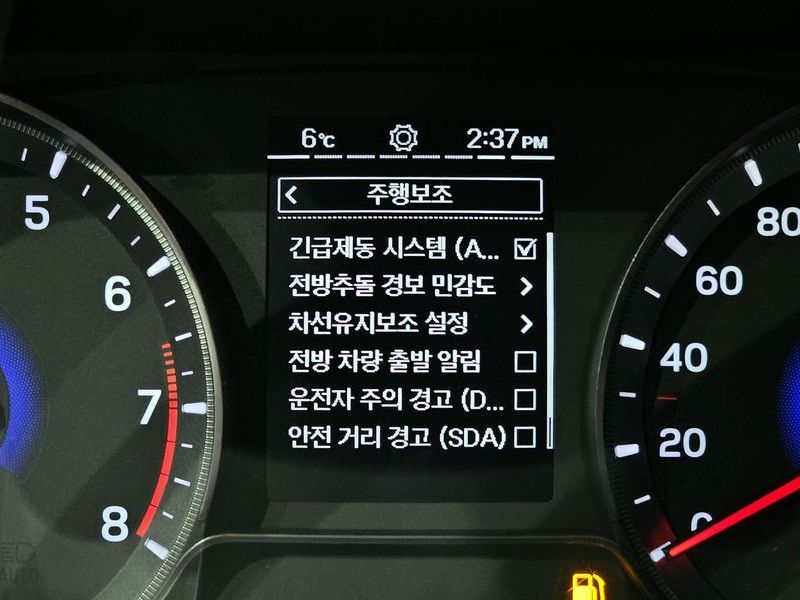 6°C 2:37 PM
주행보조
긴급제동 시스템 (A...
전방추돌 경보 민감도
차선유지보조 설정
전방 차량 출발 알림
운전자 주의 경고 (D...
안전 거리 경고 (SDA)
5
6
7
8
80
60
40
20
0
AUTO